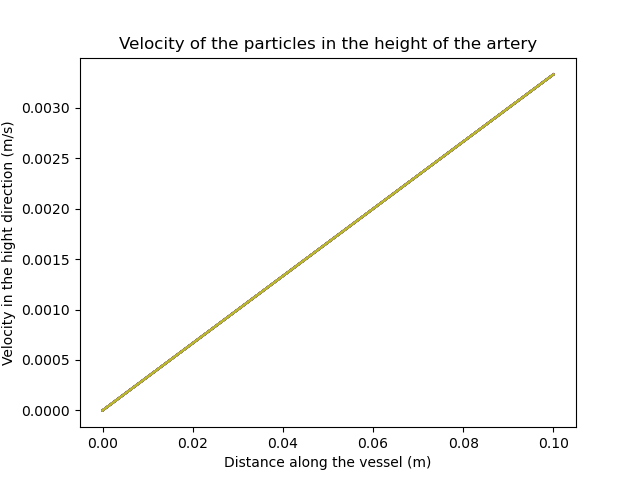 Velocity of the particles in the height of the artery
Velocity in the hight direction (m/s)
0.0030
0.0025
0.0020
0.0015
0.0010
0.0005
0.0000
0.00 0.02 0.04 0.06 0.08 0.10
Distance along the vessel (m)